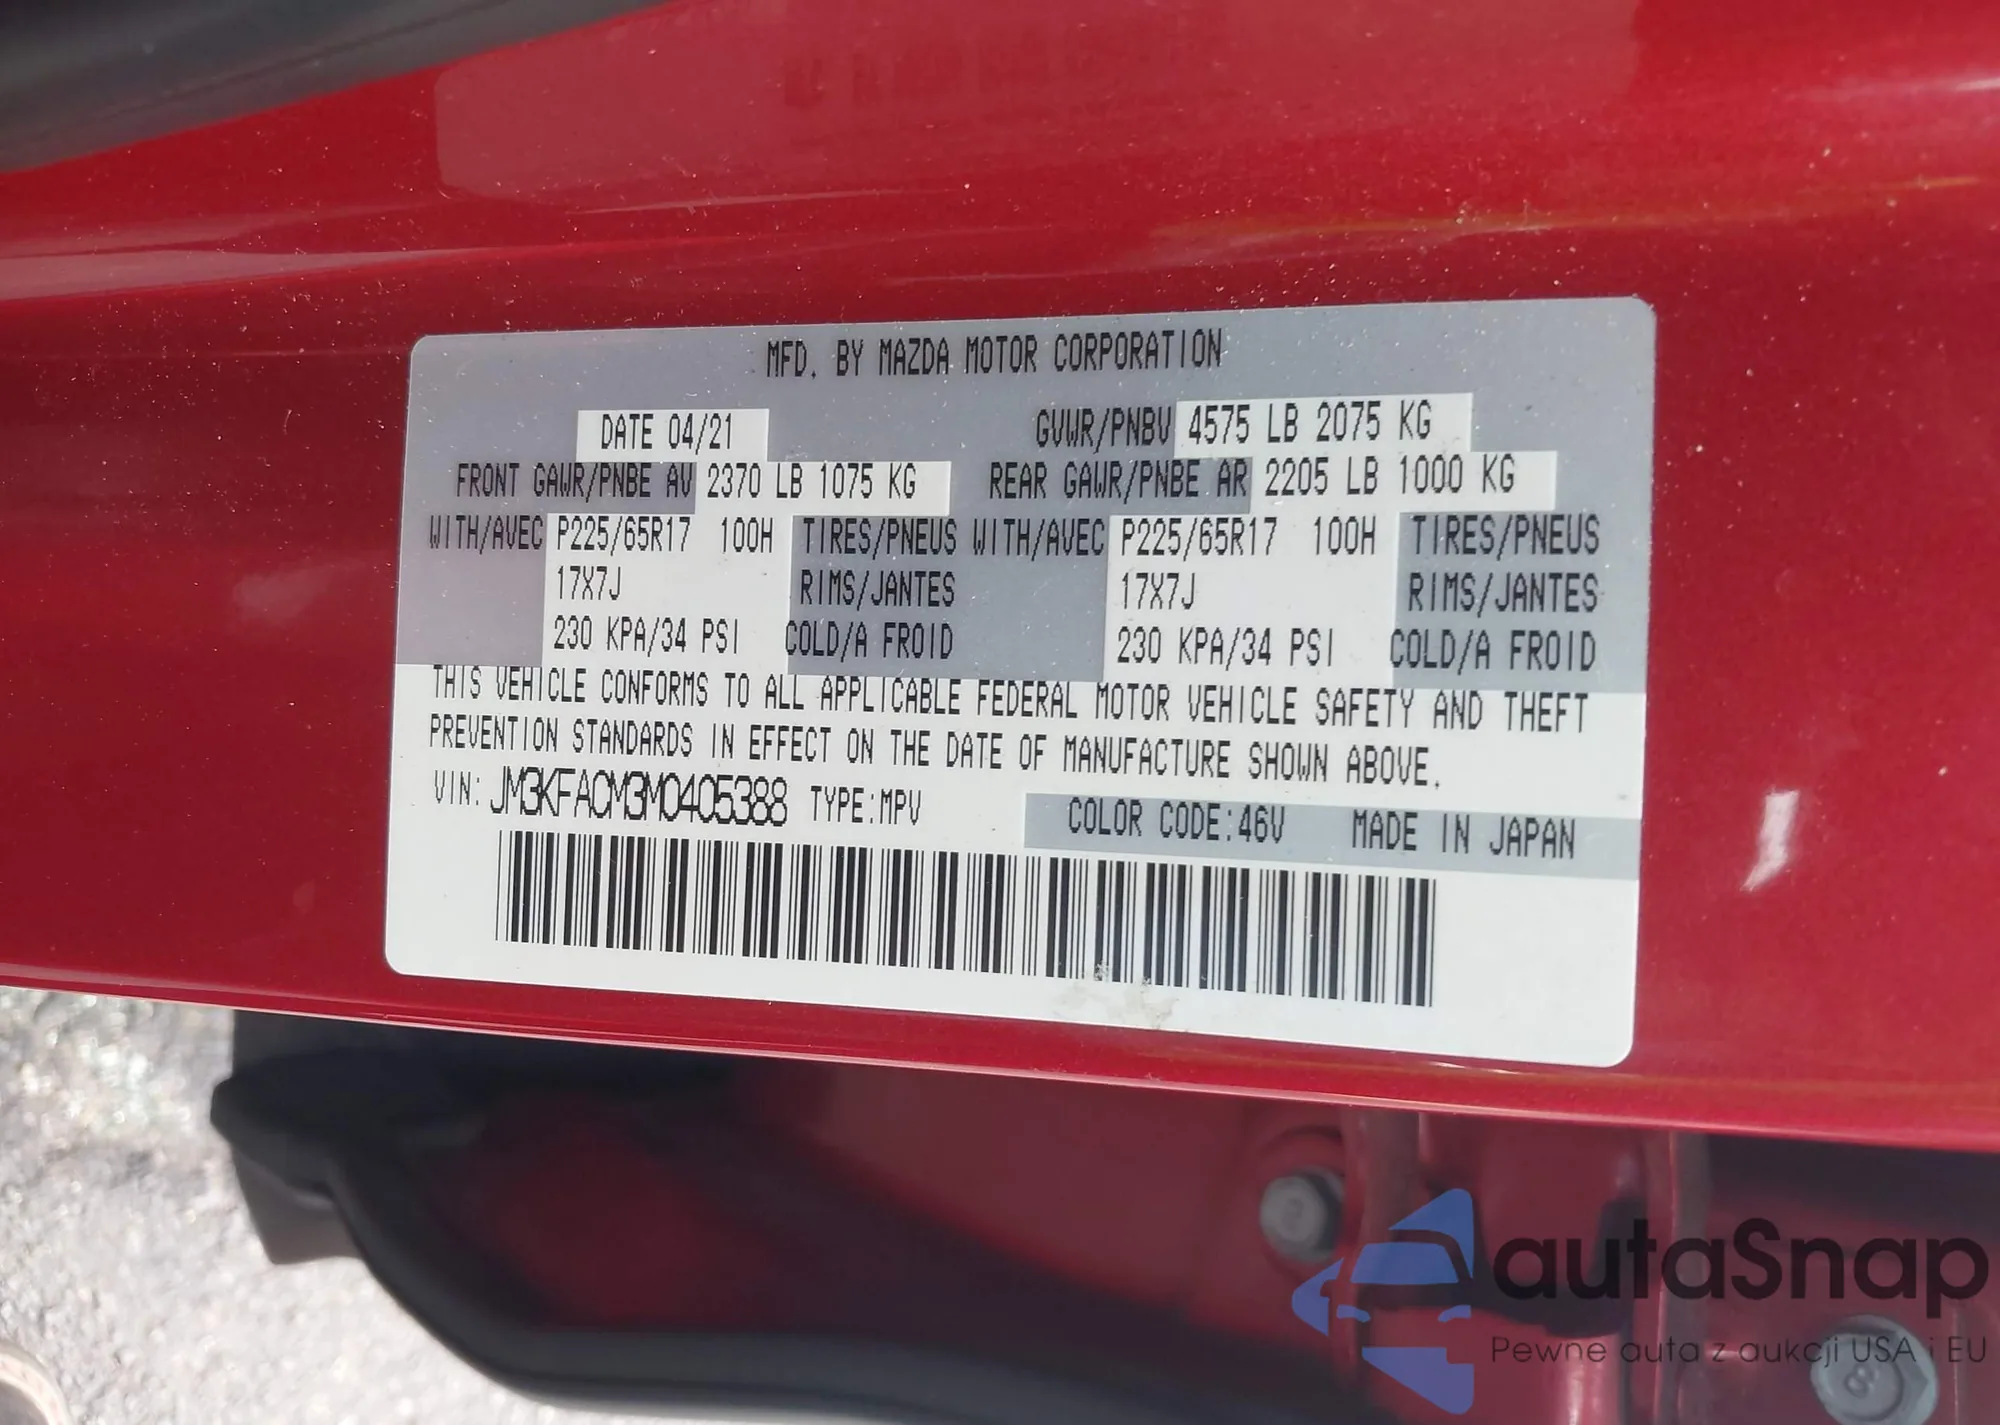 MFD. BY MAZDA MOTOR CORPORATION
DATE 04/21 GVWR/PNBV 4575 LB 2075 KG
FRONT GAWR/PNBE AV 2370 LB 1075 KG REAR GAWR/PNBE AR 2205 LB 1000 KG
WITH/AVEC P225/65R17 100H TIRES/PNEUS WITH/AVEC P225/65R17 100H TIRES/PNEUS
17X7J RIMS/JANTES 17X7J RIMS/JANTES
230 KPA/34 PSI COLD/A FROID 230 KPA/34 PSI COLD/A FROID
THIS VEHICLE CONFORMS TO ALL APPLICABLE FEDERAL MOTOR VEHICLE SAFETY AND THEFT
PREVENTION STANDARDS IN EFFECT ON THE DATE OF MANUFACTURE SHOWN ABOVE.
VIN: JM3KFACM3M0405388 TYPE:MPV COLOR CODE:46V MADE IN JAPAN
autaSnap
Pewne auta z aukcji USA i EU